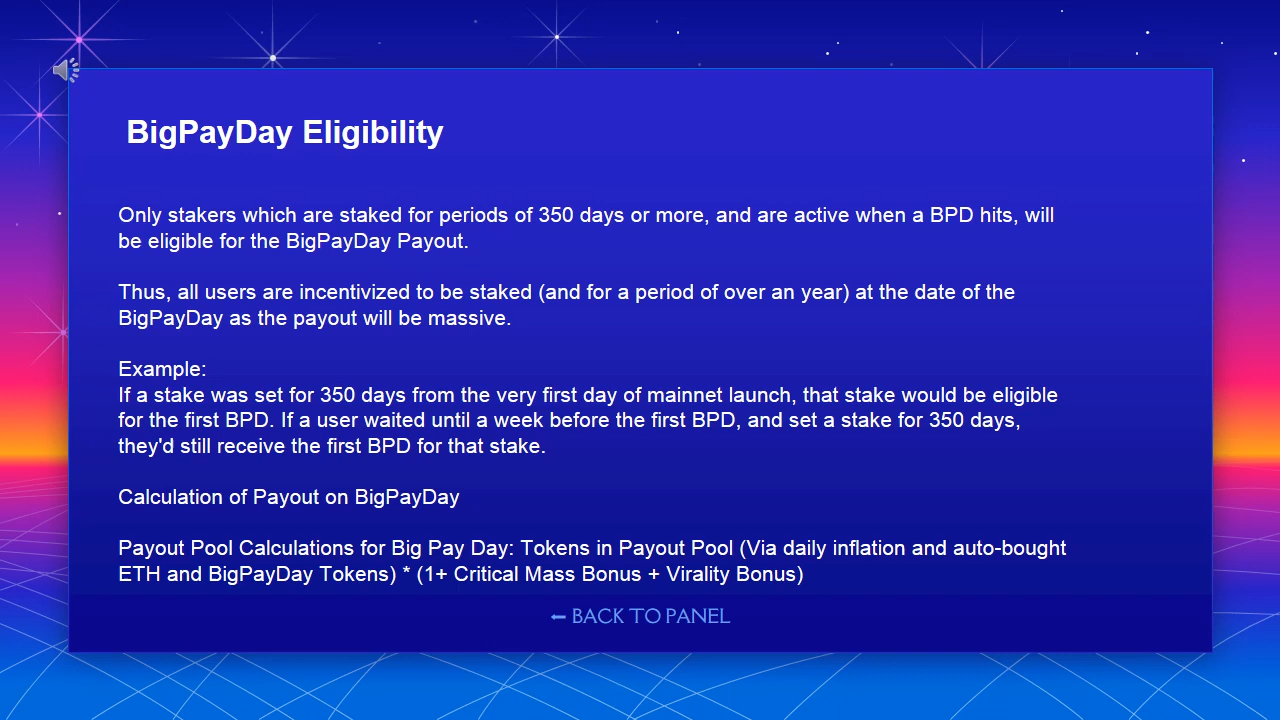 BigPayDay Eligibility
Only stakers which are staked for periods of 350 days or more, and are active when a BPD hits, will
be eligible for the BigPayDay Payout.
Thus, all users are incentivized to be staked (and for a period of over an year) at the date of the
BigPayDay as the payout will be massive.
Example:
If a stake was set for 350 days from the very first day of mainnet launch, that stake would be eligible
for the first BPD. If a user waited until a week before the first BPD, and set a stake for 350 days,
they'd still receive the first BPD for that stake.
Calculation of Payout on BigPayDay
Payout Pool Calculations for Big Pay Day: Tokens in Payout Pool (Via daily inflation and auto-bought
ETH and BigPayDay Tokens) * (1+ Critical Mass Bonus + Virality Bonus)
← BACK TO PANEL